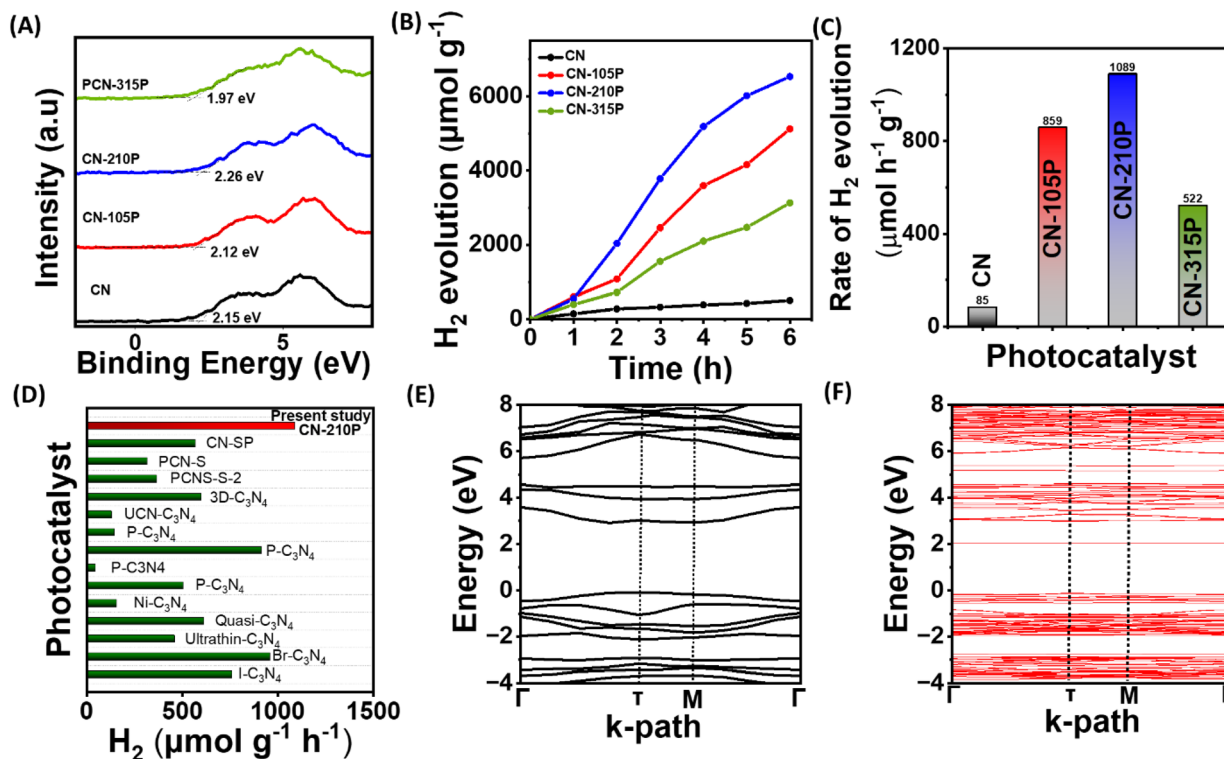 (A)
Intensity (a.u)
PCN-315P
1.97 eV
CN-210P
2.26 eV
CN-105P
2.12 eV
CN
2.15 eV
0
5
Binding Energy (eV)
(B)
H₂ evolution (μmol g⁻¹)
CN
CN-105P
CN-210P
CN-315P
6000
4000
2000
0
0 1 2 3 4 5 6
Time (h)
(C)
Rate of H₂ evolution
(μmol h⁻¹ g⁻¹)
1200
800
400
0
85
CN
859
CN-105P
1089
CN-210P
522
CN-315P
Photocatalyst
(D)
Photocatalyst
Present study
CN-210P
CN-SP
PCN-S
PCNS-S-2
3D-C₃N₄
UCN-C₃N₄
P-C₃N₄
P-C₃N₄
P-C3N4
P-C₃N₄
Ni-C₃N₄
Quasi-C₃N₄
Ultrathin-C₃N₄
Br-C₃N₄
I-C₃N₄
0 500 1000 1500
H₂ (μmol g⁻¹ h⁻¹)
(E)
Energy (eV)
8
6
4
2
0
−2
−4
Γ τ M Γ
k-path
(F)
Energy (eV)
8
6
4
2
0
−2
−4
Γ τ M Γ
k-path